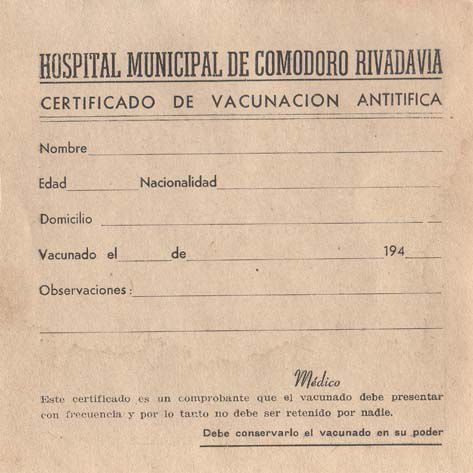 HOSPITAL MUNICIPAL DE COMODORO RIVADAVIA
CERTIFICADO DE VACUNACION ANTITIFICA
Nombre
Edad Nacionalidad
Domicilio
Vacunado el de 194
Observaciones:
Médico
Este certificado es un comprobante que el vacunado debe presentar
con frecuencia y por lo tanto no debe ser retenido por nadie.
Debe conservarlo el vacunado en su poder